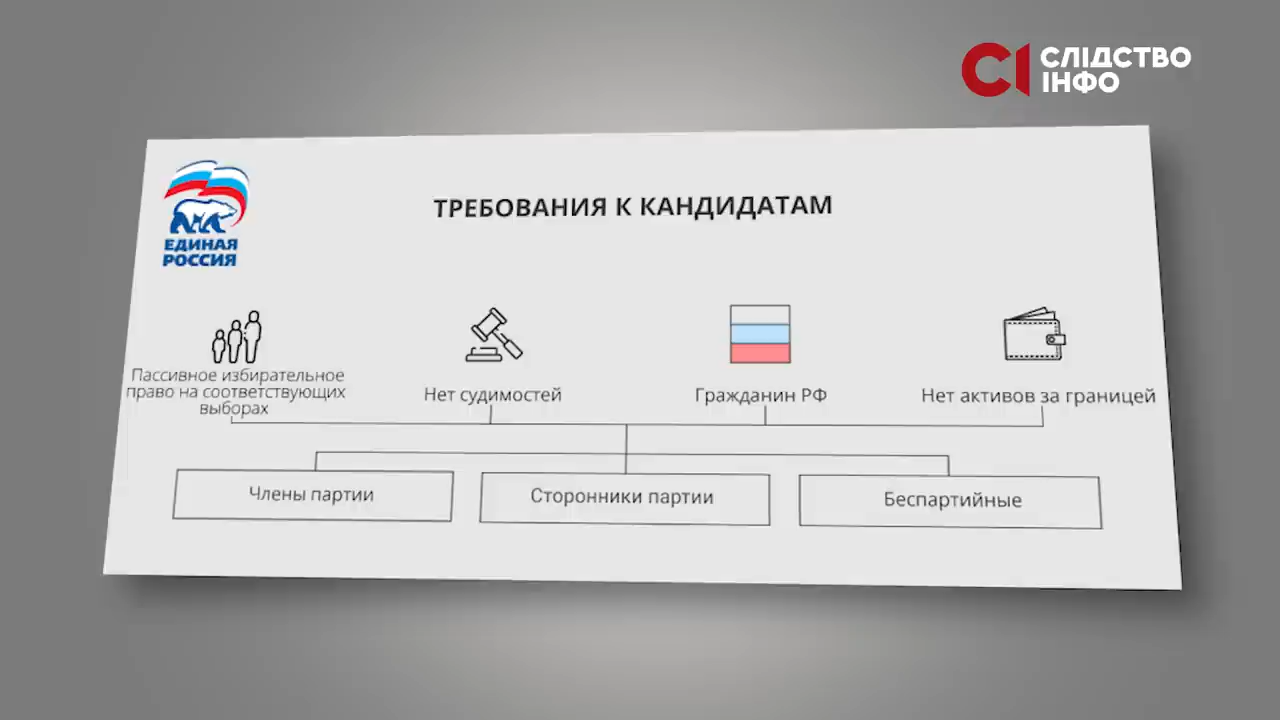 СЛІДСТВО
ІНФО
ЕДИНАЯ
РОССИЯ
ТРЕБОВАНИЯ К КАНДИДАТАМ
Пассивное избирательное
право на соответствующих
выборах
Нет судимостей
Гражданин РФ
Нет активов за границей
Члены партии
Сторонники партии
Беспартийные